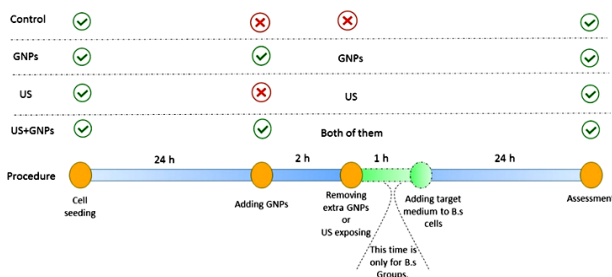 Control
GNPs
GNPs
US
US
US+GNPs
Both of them
24 h
2 h
1 h
24 h
Procedure
Cell
seeding
Adding GNPs
Removing
extra GNPs
or
US exposing
Adding target
medium to B.s
cells
Assessment
This time is
only for B.s
Groups.